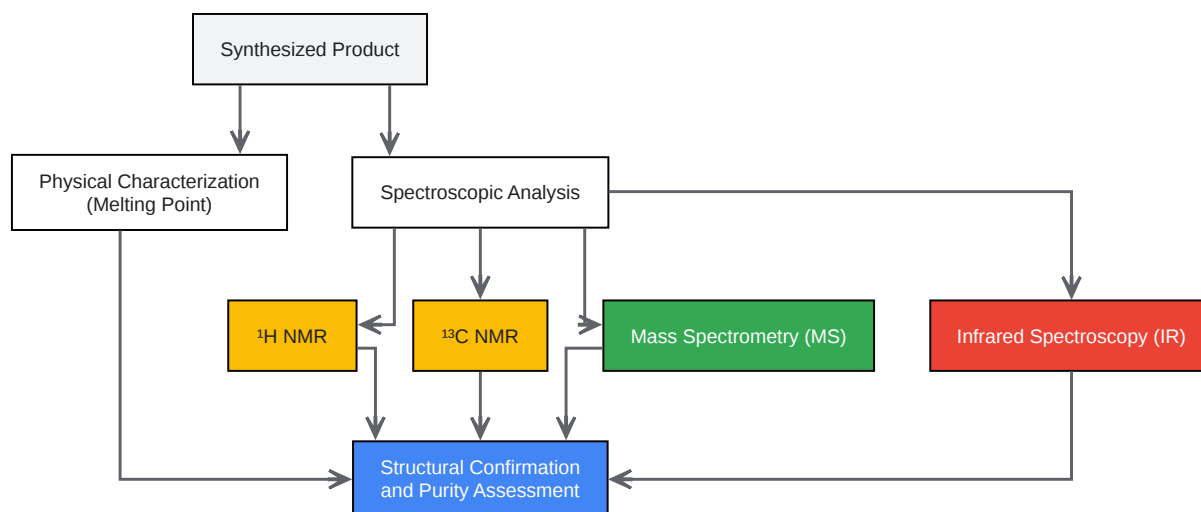 Synthesized Product
Physical Characterization
(Melting Point)
Spectroscopic Analysis
¹H NMR
¹³C NMR
Mass Spectrometry (MS)
Infrared Spectroscopy (IR)
Structural Confirmation
and Purity Assessment